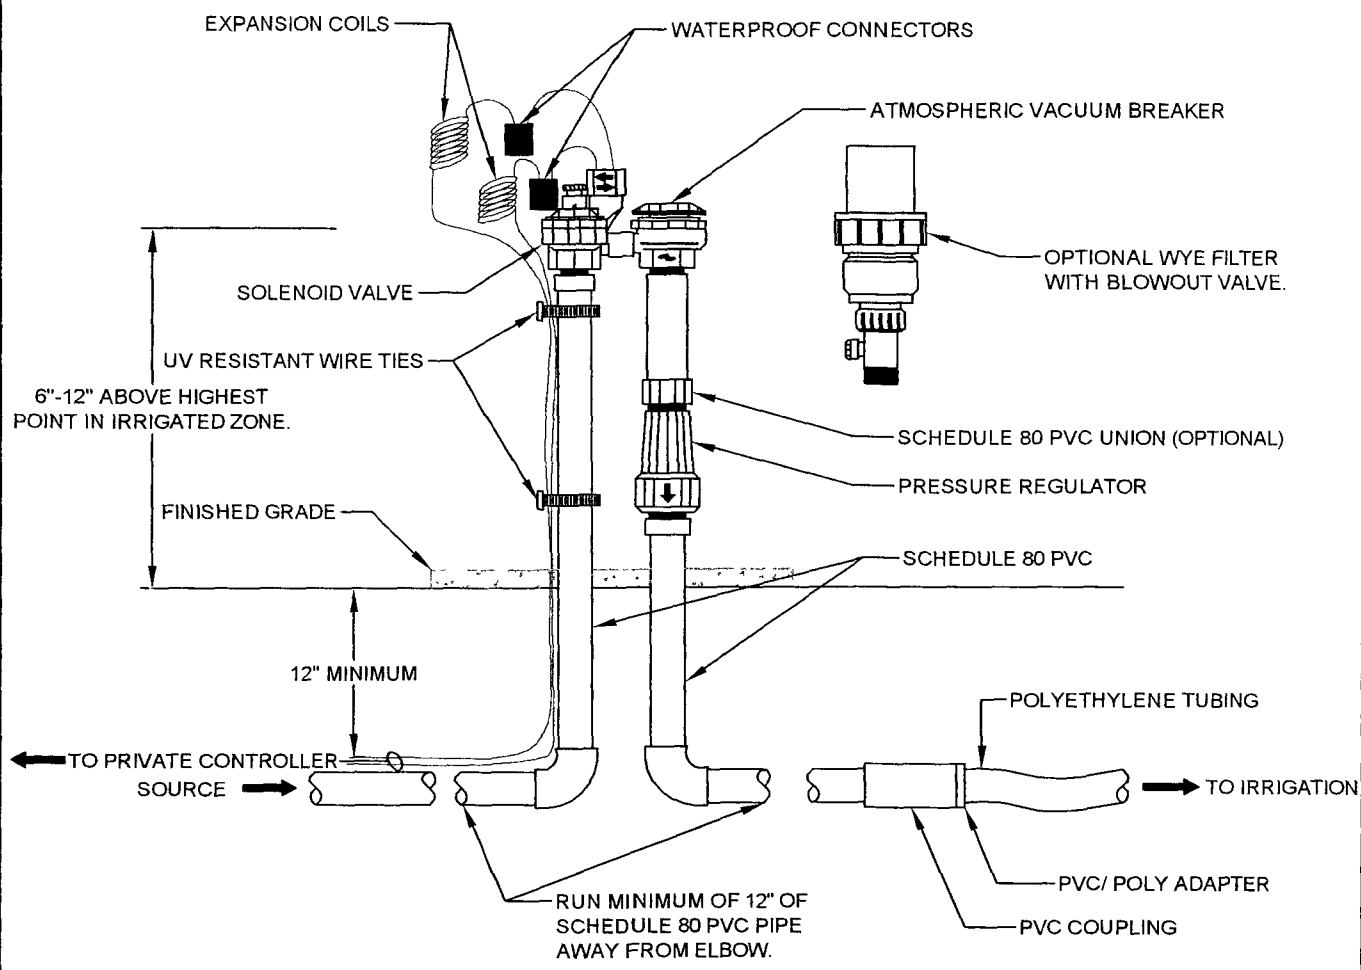 EXPANSION COILS
WATERPROOF CONNECTORS
ATMOSPHERIC VACUUM BREAKER
OPTIONAL WYE FILTER
WITH BLOWOUT VALVE.
SOLENOID VALVE
UV RESISTANT WIRE TIES
6"-12" ABOVE HIGHEST
POINT IN IRRIGATED ZONE.
SCHEDULE 80 PVC UNION (OPTIONAL)
PRESSURE REGULATOR
FINISHED GRADE
SCHEDULE 80 PVC
12" MINIMUM
POLYETHYLENE TUBING
TO PRIVATE CONTROLLER
SOURCE
TO IRRIGATION
PVC/ POLY ADAPTER
RUN MINIMUM OF 12" OF
SCHEDULE 80 PVC PIPE
AWAY FROM ELBOW.
PVC COUPLING